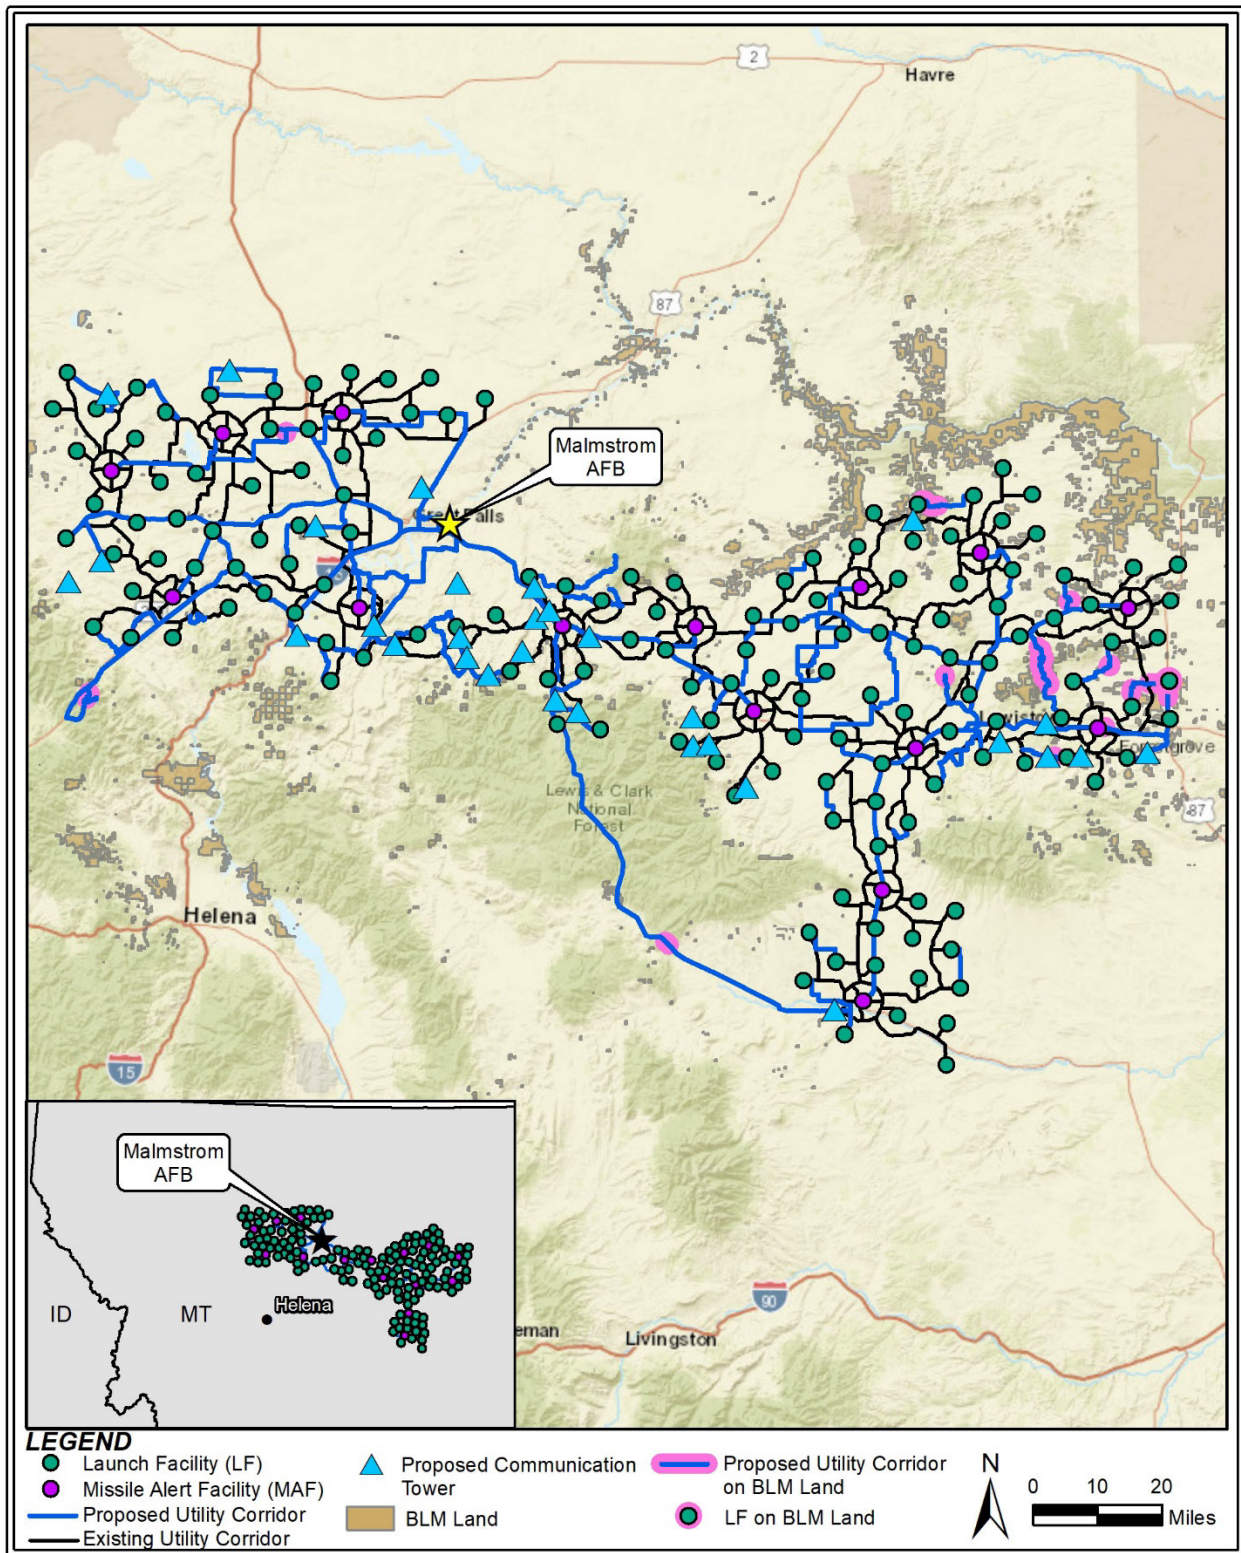 2
Havre
87
Malmstrom
AFB
Great Falls
15
Lewistown
Forestgrove
87
Lewis & Clark
National
Forest
Helena
15
Malmstrom
AFB
ID
MT
Helena
90
eman
Livingston
LEGEND
Launch Facility (LF)
Missile Alert Facility (MAF)
Proposed Utility Corridor
Existing Utility Corridor
Proposed Communication
Tower
BLM Land
Proposed Utility Corridor
on BLM Land
LF on BLM Land
N
0 10 20
Miles